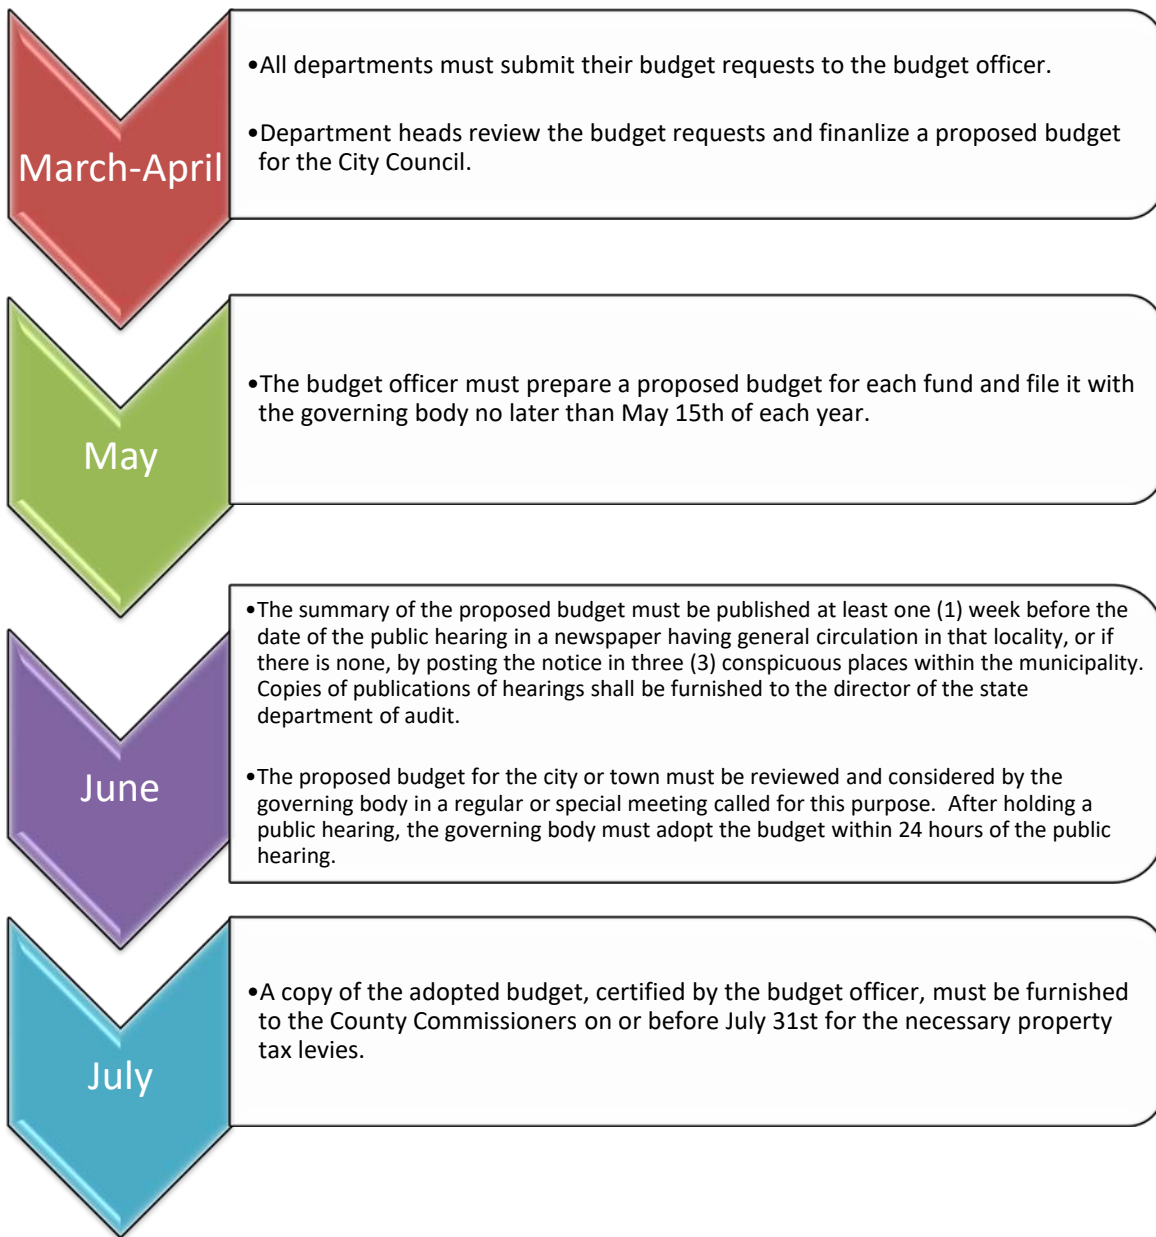 March-April
•All departments must submit their budget requests to the budget officer.
•Department heads review the budget requests and finanlize a proposed budget
for the City Council.
May
•The budget officer must prepare a proposed budget for each fund and file it with
the governing body no later than May 15th of each year.
June
•The summary of the proposed budget must be published at least one (1) week before the
date of the public hearing in a newspaper having general circulation in that locality, or if
there is none, by posting the notice in three (3) conspicuous places within the municipality.
Copies of publications of hearings shall be furnished to the director of the state
department of audit.
•The proposed budget for the city or town must be reviewed and considered by the
governing body in a regular or special meeting called for this purpose.  After holding a
public hearing, the governing body must adopt the budget within 24 hours of the public
hearing.
July
•A copy of the adopted budget, certified by the budget officer, must be furnished
to the County Commissioners on or before July 31st for the necessary property
tax levies.